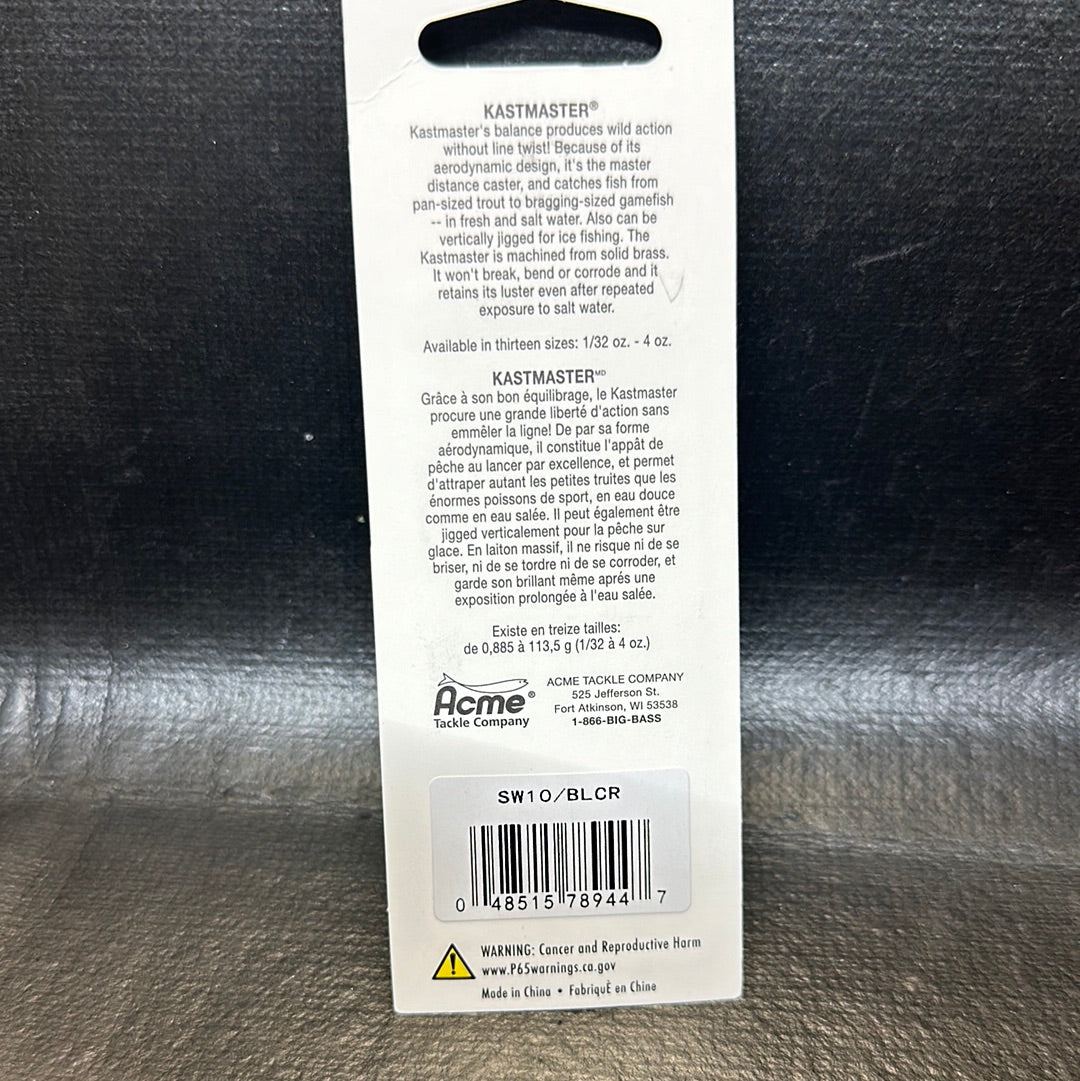 KASTMASTER®
Kastmaster's balance produces wild action
without line twist! Because of its
aerodynamic design, it's the master
distance caster, and catches fish from
pan-sized trout to bragging-sized gamefish
-- in fresh and salt water. Also can be
vertically jigged for ice fishing. The
Kastmaster is machined from solid brass.
It won't break, bend or corrode and it
retains its luster even after repeated
exposure to salt water.
Available in thirteen sizes: 1/32 oz. - 4 oz.
KASTMASTERMD
Grâce à son bon équilibrage, le Kastmaster
procure une grande liberté d'action sans
emmêler la ligne! De par sa forme
aérodynamique, il constitue l'appât de
pêche au lancer par excellence, et permet
d'attraper autant les petites truites que les
énormes poissons de sport, en eau douce
comme en eau salée. Il peut également être
jigged verticalement pour la pêche sur
glace. En laiton massif, il ne risque ni de se
briser, ni de se tordre ni de se corroder, et
garde son brillant même aprés une
exposition prolongée à l'eau salée.
Existe en treize tailles:
de 0,885 à 113,5 g (1/32 à 4 oz.)
Acme®
Tackle Company
ACME TACKLE COMPANY
525 Jefferson St.
Fort Atkinson, WI 53538
1-866-BIG-BASS
SW10/BLCR
0 48515 78944 7
WARNING: Cancer and Reproductive Harm
www.P65warnings.ca.gov
Made in China • FabriquÈ en Chine